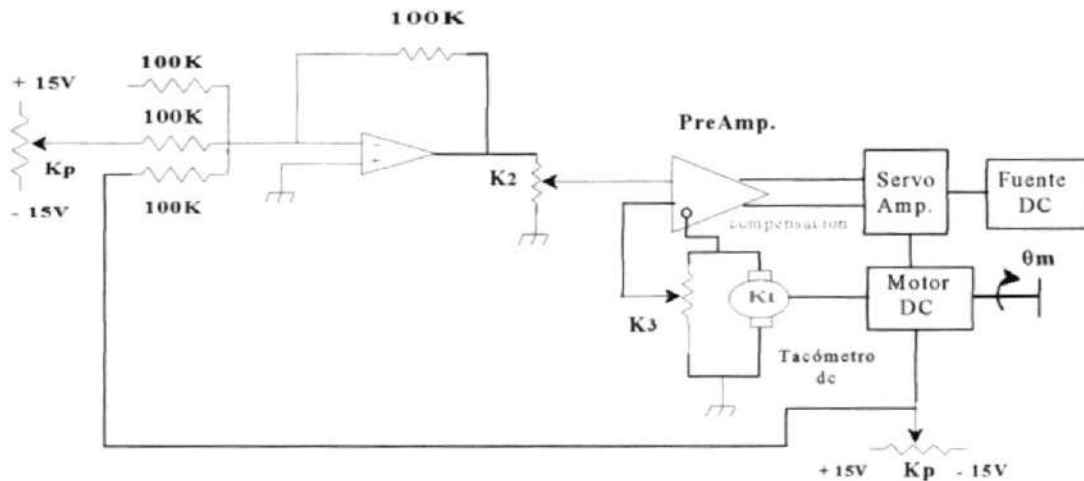 100K
100K
+ 15V
100K
Kp
- 15V
100K
K2
PreAmp.
compensación
Servo
Amp.
Fuente
DC
θm
Motor
DC
K3
Kt
Tacómetro
dc
+15V
Kp
- 15V